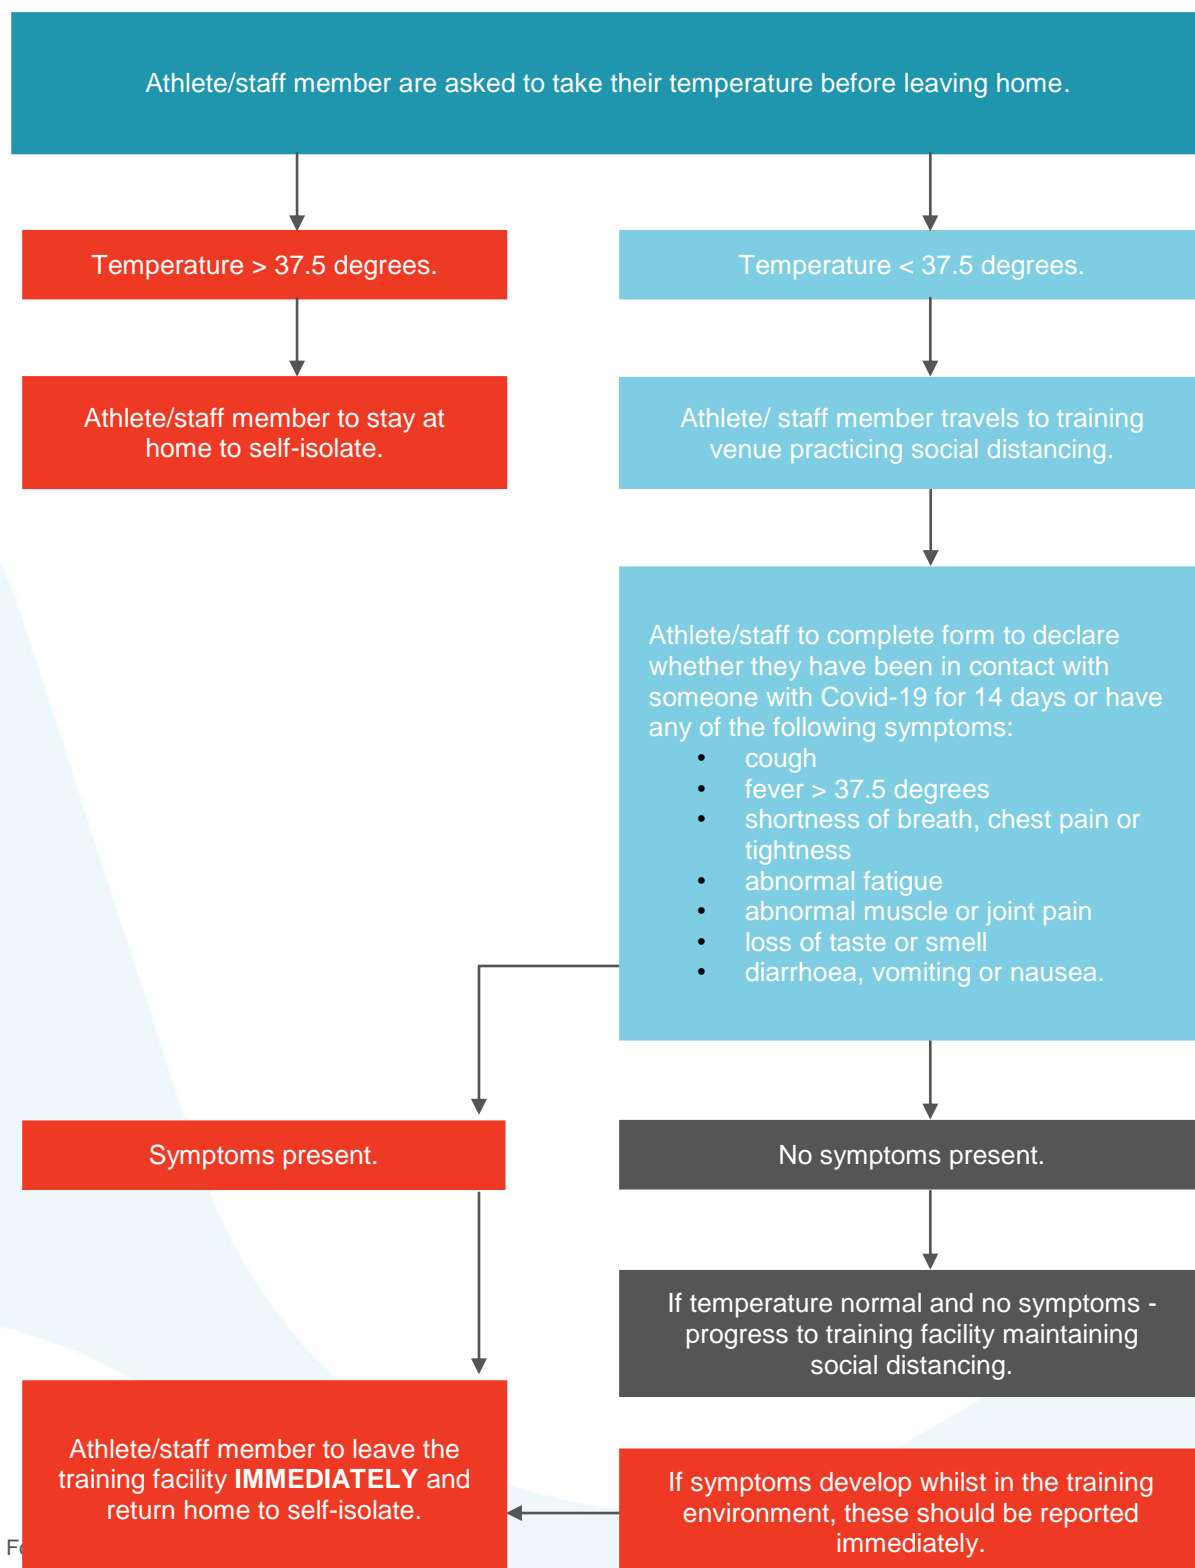 Athlete/staff member are asked to take their temperature before leaving home.
Temperature > 37.5 degrees.
Temperature < 37.5 degrees.
Athlete/staff member to stay at
home to self-isolate.
Athlete/ staff member travels to training
venue practicing social distancing.
Athlete/staff to complete form to declare
whether they have been in contact with
someone with Covid-19 for 14 days or have
any of the following symptoms:
• cough
• fever > 37.5 degrees
• shortness of breath, chest pain or
tightness
• abnormal fatigue
• abnormal muscle or joint pain
• loss of taste or smell
• diarrhoea, vomiting or nausea.
Symptoms present.
No symptoms present.
If temperature normal and no symptoms -
progress to training facility maintaining
social distancing.
Athlete/staff member to leave the
training facility IMMEDIATELY and
return home to self-isolate.
If symptoms develop whilst in the training
environment, these should be reported
immediately.